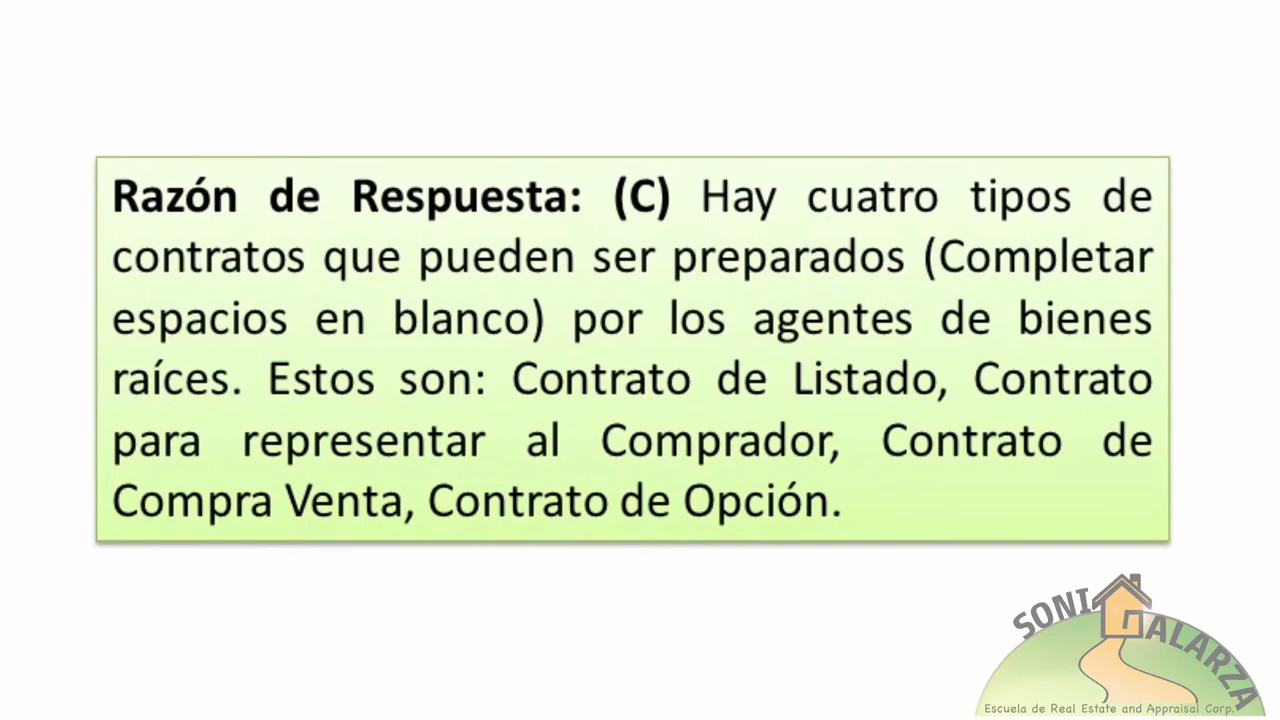 Razón de Respuesta: (C) Hay cuatro tipos de
contratos que pueden ser preparados (Completar
espacios en blanco) por los agentes de bienes
raíces. Estos son: Contrato de Listado, Contrato
para representar al Comprador, Contrato de
Compra Venta, Contrato de Opción.
SONI GALARZA
Escuela de Real Estate and Appraisal Corp.